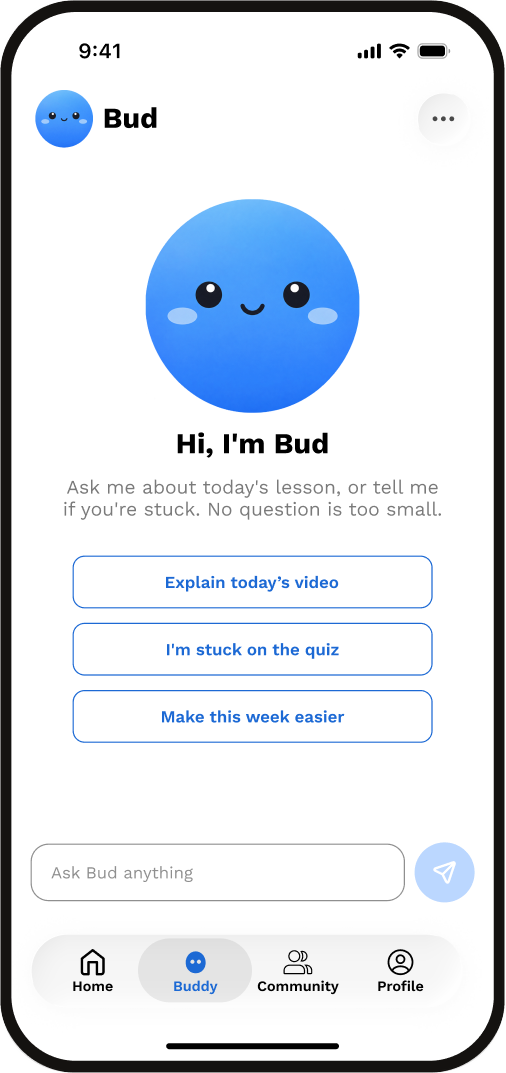 9:41
Bud
Hi, I'm Bud
Ask me about today's lesson, or tell me
if you're stuck. No question is too small.
Explain today’s video
I'm stuck on the quiz
Make this week easier
Ask Bud anything
Home
Buddy
Community
Profile